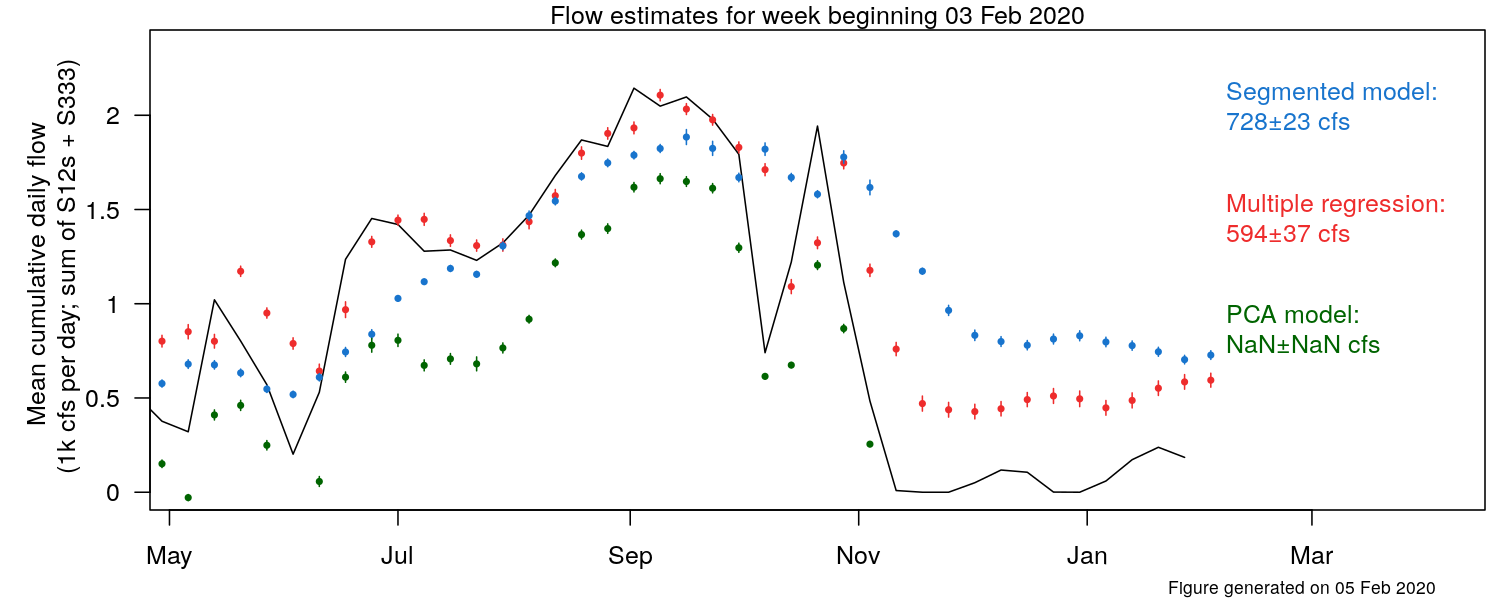 Flow estimates for week beginning 03 Feb 2020
Mean cumulative daily flow
(1k cfs per day; sum of S12s + S333)
2
1.5
1
0.5
0
Segmented model:
728±23 cfs
Multiple regression:
594±37 cfs
PCA model:
NaN±NaN cfs
May Jul Sep Nov Jan Mar
Figure generated on 05 Feb 2020